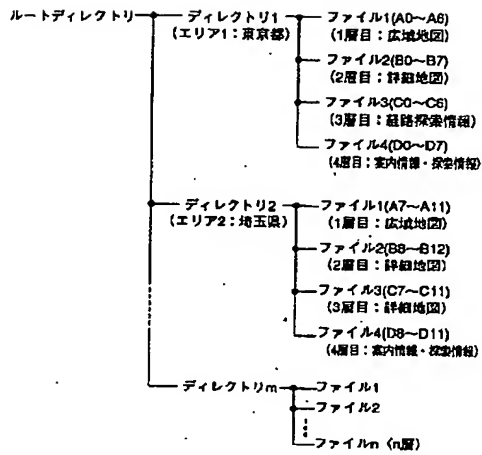 ルートディレクトリ ディレクトリ1 ファイル1(A0～A6)
(エリア1：東京都) (1層目：広域地図)
ファイル2(B0～B7)
(2層目：詳細地図)
ファイル3(C0～C6)
(3層目：経路探索情報)
ファイル4(D0～D7)
(4層目：案内情報・探索情報)
ディレクトリ2 ファイル1(A7～A11)
(エリア2：埼玉県) (1層目：広域地図)
ファイル2(B8～B12)
(2層目：詳細地図)
ファイル3(C7～C11)
(3層目：詳細地図)
ファイル4(D8～D11)
(4層目：案内情報・探索情報)
ディレクトリm ファイル1
ファイル2
ファイルn (n層)